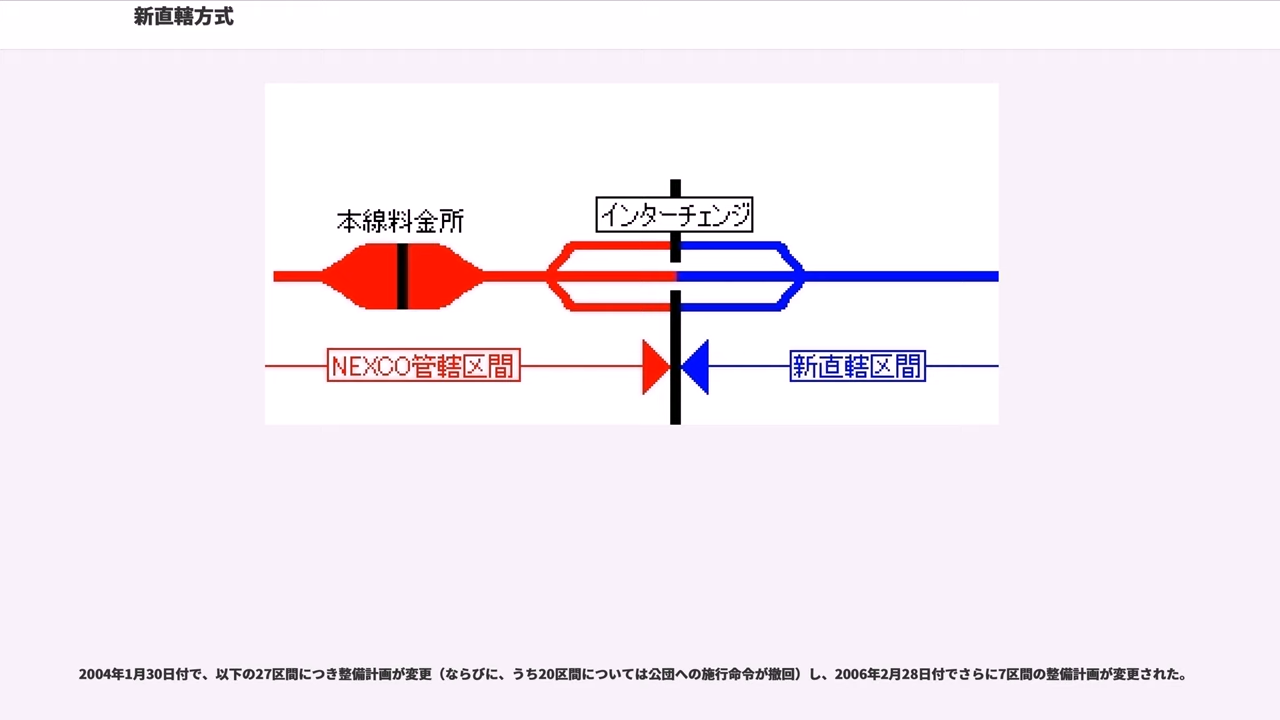 新直轄方式
本線料金所
インターチェンジ
NEXCO管轄区間
新直轄区間
2004年1月30日付で、以下の27区間につき整備計画が変更（ならびに、うち20区間については公団への施行命令が撤回）し、2006年2月28日付でさらに7区間の整備計画が変更された。